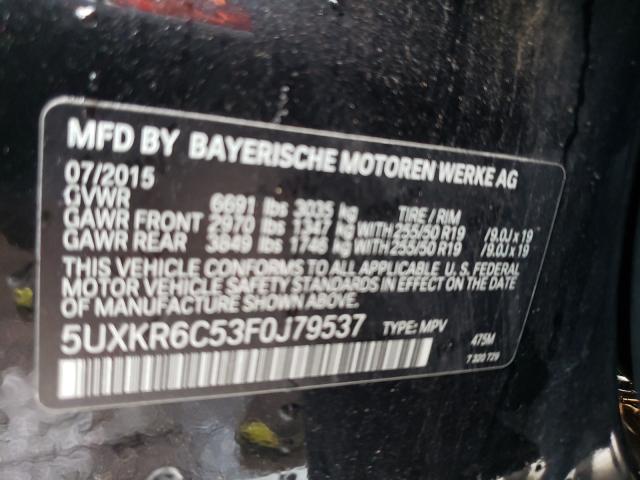 MFD BY BAYERISCHE MOTOREN WERKE AG
07/2015
GVWR 6691 lbs 3035 kg TIRE / RIM
GAWR FRONT 2970 lbs 1347 kg WITH 255/50 R19 /9.0J x 19
GAWR REAR 3849 lbs 1746 kg WITH 255/50 R19 /9.0J x 19
THIS VEHICLE CONFORMS TO ALL APPLICABLE U.S. FEDERAL
MOTOR VEHICLE SAFETY STANDARDS IN EFFECT ON THE DATE
OF MANUFACTURE SHOWN ABOVE.
5UXKR6C53F0J79537 TYPE: MPV 475M
7 320 729